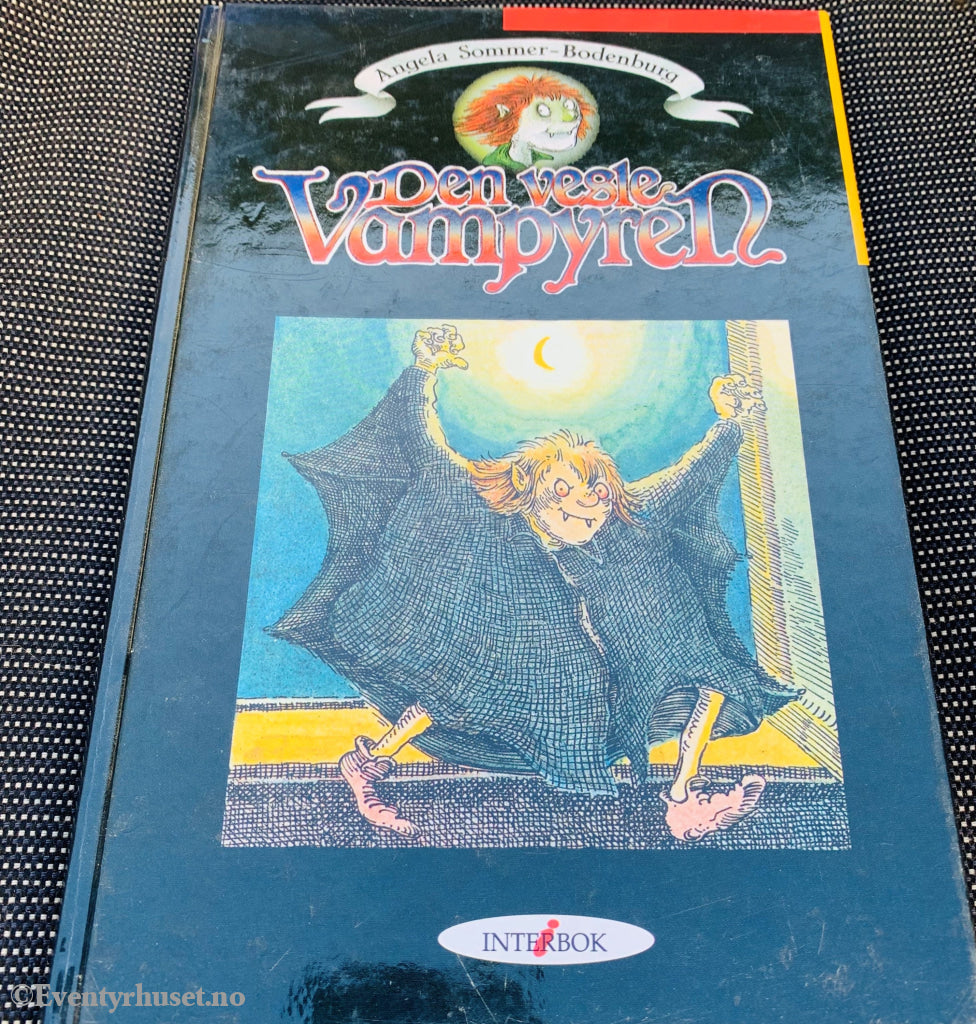 Angela Sommer-Bodenburg
Den vesle
Vampyren
INTERBOK
©Eventyrhuset.no